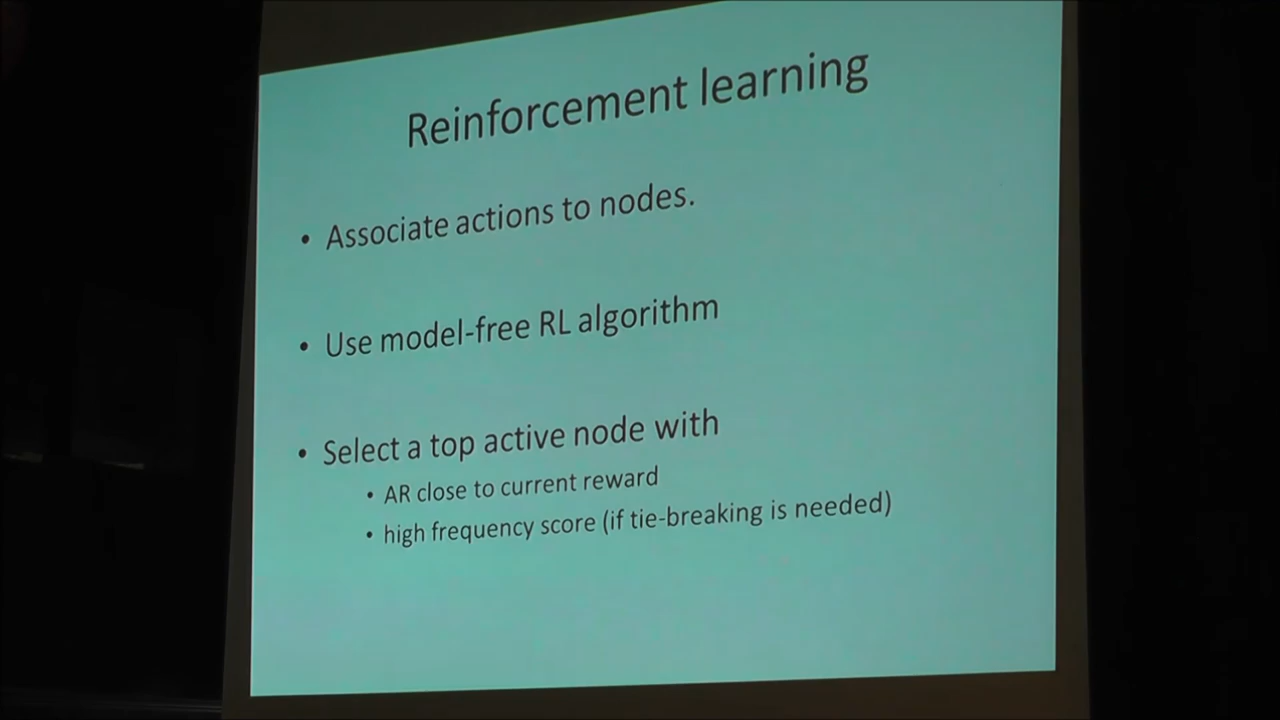 Reinforcement learning
• Associate actions to nodes.
• Use model-free RL algorithm
• Select a top active node with
• AR close to current reward
• high frequency score (if tie-breaking is needed)